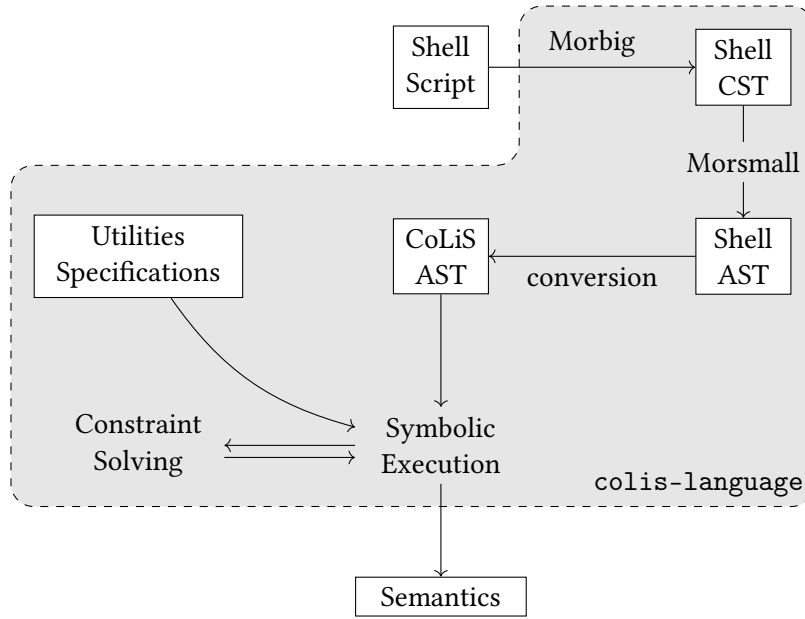 Shell
Script
Morbig
Shell
CST
Morsmall
Utilities
Specifications
CoLiS
AST
conversion
Shell
AST
Constraint
Solving
Symbolic
Execution
colis-language
Semantics